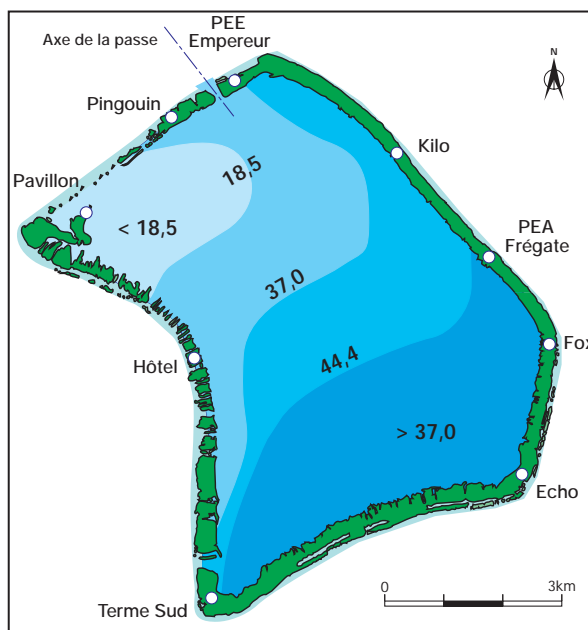 PEE
Empereur
Axe de la passe
N
Pingouin
Kilo
Pavillon
18,5
< 18,5
PEA
Frégate
37,0
Hôtel
44,4
Fox
> 37,0
Echo
Terme Sud
0 3km